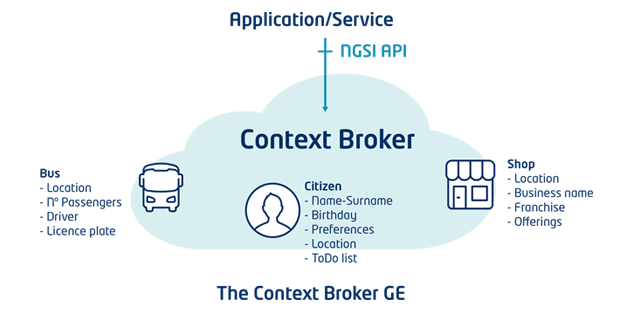 Application/Service
NGSI API
Context Broker
Bus
- Location
- Nº Passengers
- Driver
- Licence plate
Citizen
- Name-Surname
- Birthday
- Preferences
- Location
- ToDo list
Shop
- Location
- Business name
- Franchise
- Offerings
The Context Broker GE